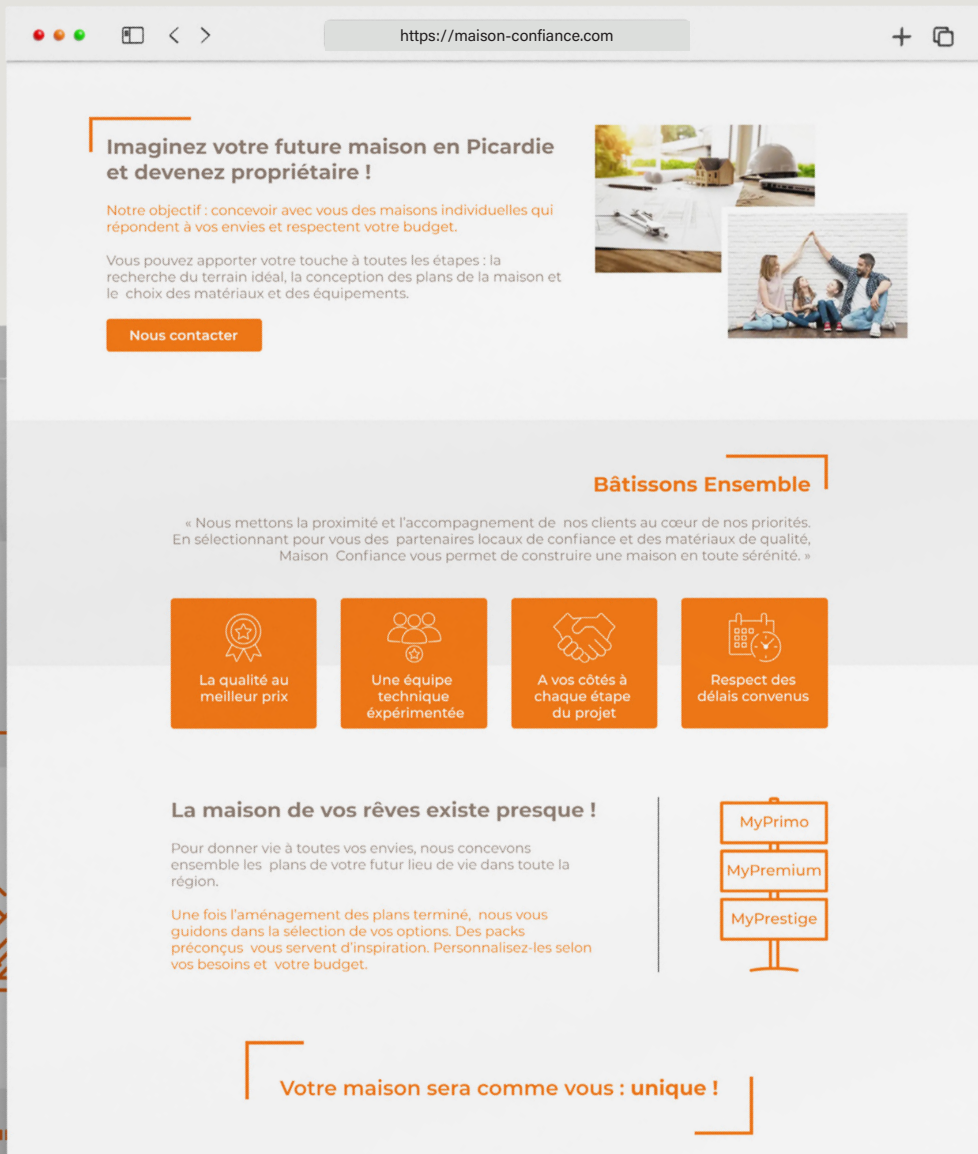 https://maison-confiance.com
Imaginez votre future maison en Picardie
et devenez propriétaire !
Notre objectif : concevoir avec vous des maisons individuelles qui
répondent à vos envies et respectent votre budget.
Vous pouvez apporter votre touche à toutes les étapes : la
recherche du terrain idéal, la conception des plans de la maison et
le choix des matériaux et des équipements.
Nous contacter
Bâtissons Ensemble
« Nous mettons la proximité et l'accompagnement de nos clients au cœur de nos priorités.
En sélectionnant pour vous des partenaires locaux de confiance et des matériaux de qualité,
Maison Confiance vous permet de construire une maison en toute sérénité. »
La qualité au
meilleur prix
Une équipe
technique
éxpérimentée
A vos côtés à
chaque étape
du projet
Respect des
délais convenus
La maison de vos rêves existe presque !
Pour donner vie à toutes vos envies, nous concevons
ensemble les plans de votre futur lieu de vie dans toute la
région.
Une fois l'aménagement des plans terminé, nous vous
guidons dans la sélection de vos options. Des packs
préconçus vous servent d'inspiration. Personnalisez-les selon
vos besoins et votre budget.
MyPrimo
MyPremium
MyPrestige
Votre maison sera comme vous : unique !